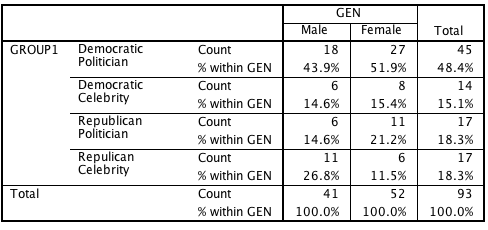 GEN
Male Female Total
GROUP1 Democratic Politician Count 18 27 45
% within GEN 43.9% 51.9% 48.4%
Democratic Celebrity Count 6 8 14
% within GEN 14.6% 15.4% 15.1%
Republican Politician Count 6 11 17
% within GEN 14.6% 21.2% 18.3%
Repulican Celebrity Count 11 6 17
% within GEN 26.8% 11.5% 18.3%
Total Count 41 52 93
% within GEN 100.0% 100.0% 100.0%